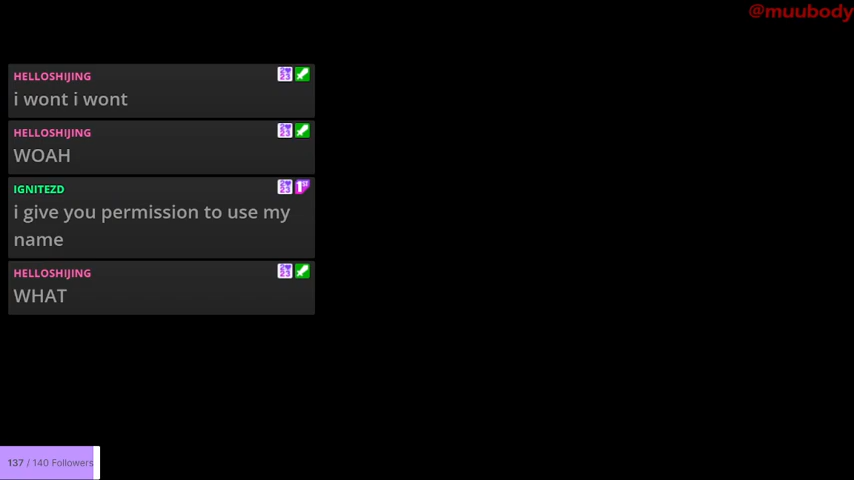 @muubody
HELLOSHIJING
i wont i wont
HELLOSHIJING
WOAH
IGNITEZD
i give you permission to use my
name
HELLOSHIJING
WHAT
137 / 140 Followers